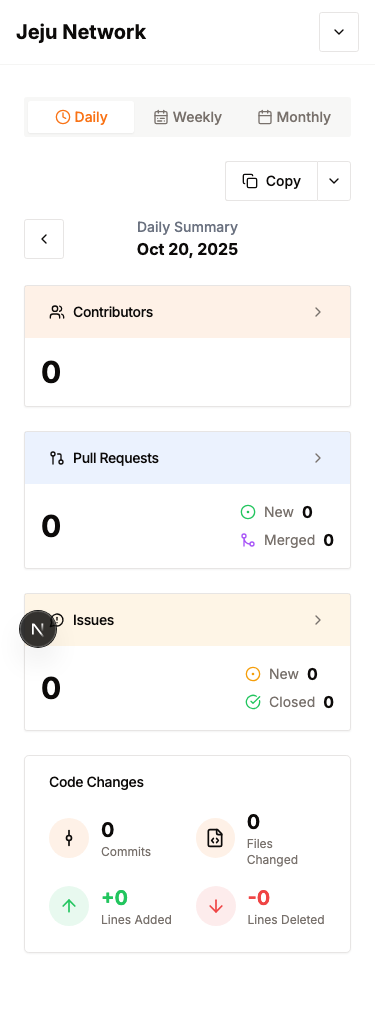 Jeju Network
Daily
Weekly
Monthly
Copy
Daily Summary
Oct 20, 2025
Contributors
0
Pull Requests
0
New 0
Merged 0
N
Issues
0
New 0
Closed 0
Code Changes
0
Commits
0
Files
Changed
+0
Lines Added
-0
Lines Deleted